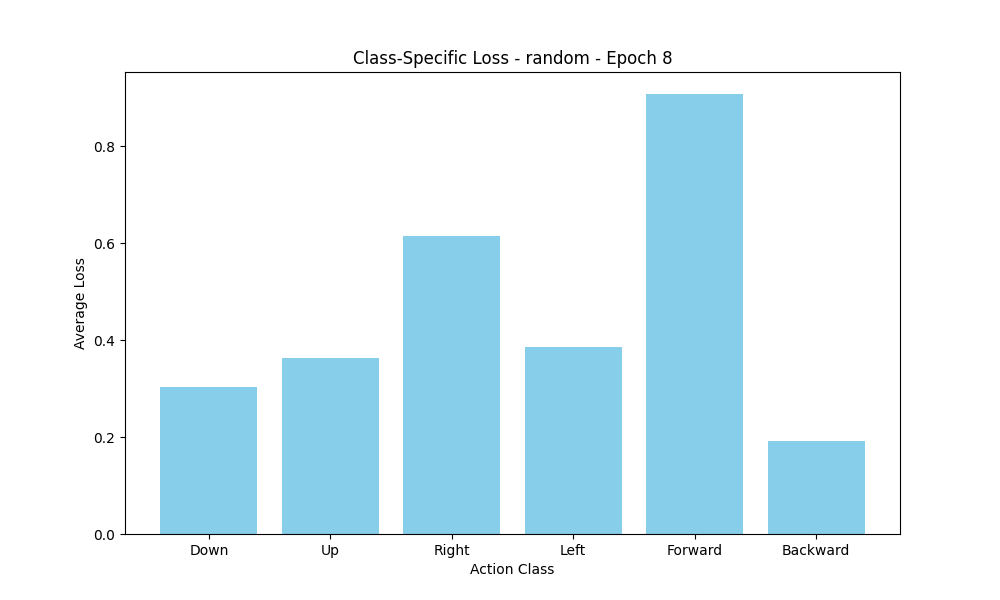 Class-Specific Loss - random - Epoch 8
Average Loss
0.8
0.6
0.4
0.2
0.0
Down Up Right Left Forward Backward
Action Class